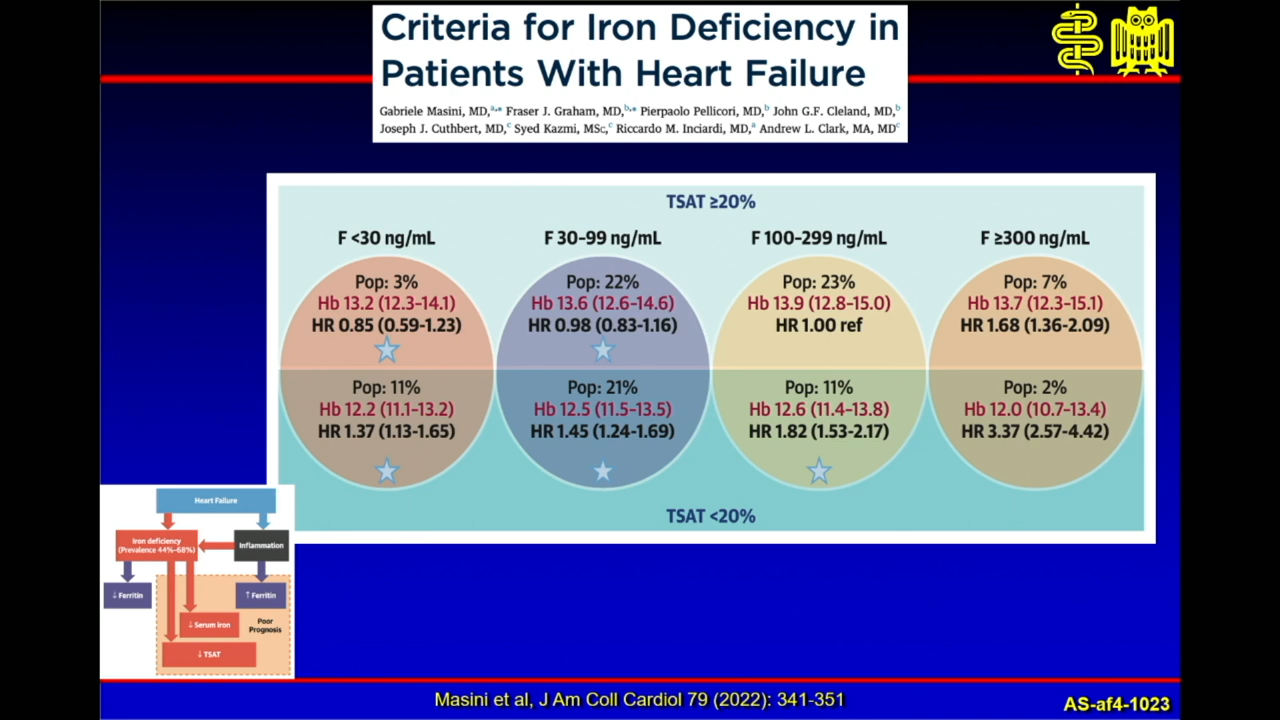 Criteria for Iron Deficiency in
Patients With Heart Failure
Gabriele Masini, MD,a,* Fraser J. Graham, MD,b,* Pierpaolo Pellicori, MD,b John G.F. Cleland, MD,b
Joseph J. Cuthbert, MD,c Syed Kazmi, MSc,c Riccardo M. Inciardi, MD,a Andrew L. Clark, MA, MDc
TSAT ≥20%
F <30 ng/mL
F 30-99 ng/mL
F 100-299 ng/mL
F ≥300 ng/mL
Pop: 3%
Hb 13.2 (12.3-14.1)
HR 0.85 (0.59-1.23)
Pop: 22%
Hb 13.6 (12.6-14.6)
HR 0.98 (0.83-1.16)
Pop: 23%
Hb 13.9 (12.8-15.0)
HR 1.00 ref
Pop: 7%
Hb 13.7 (12.3-15.1)
HR 1.68 (1.36-2.09)
Pop: 11%
Hb 12.2 (11.1-13.2)
HR 1.37 (1.13-1.65)
Pop: 21%
Hb 12.5 (11.5-13.5)
HR 1.45 (1.24-1.69)
Pop: 11%
Hb 12.6 (11.4-13.8)
HR 1.82 (1.53-2.17)
Pop: 2%
Hb 12.0 (10.7-13.4)
HR 3.37 (2.57-4.42)
TSAT <20%
Heart Failure
Iron deficiency
(Prevalence 44%-68%)
Inflammation
↓ Ferritin
↑ Ferritin
↓ Serum Iron
Poor
Prognosis
↓ TSAT
Masini et al, J Am Coll Cardiol 79 (2022): 341-351
AS-af4-1023